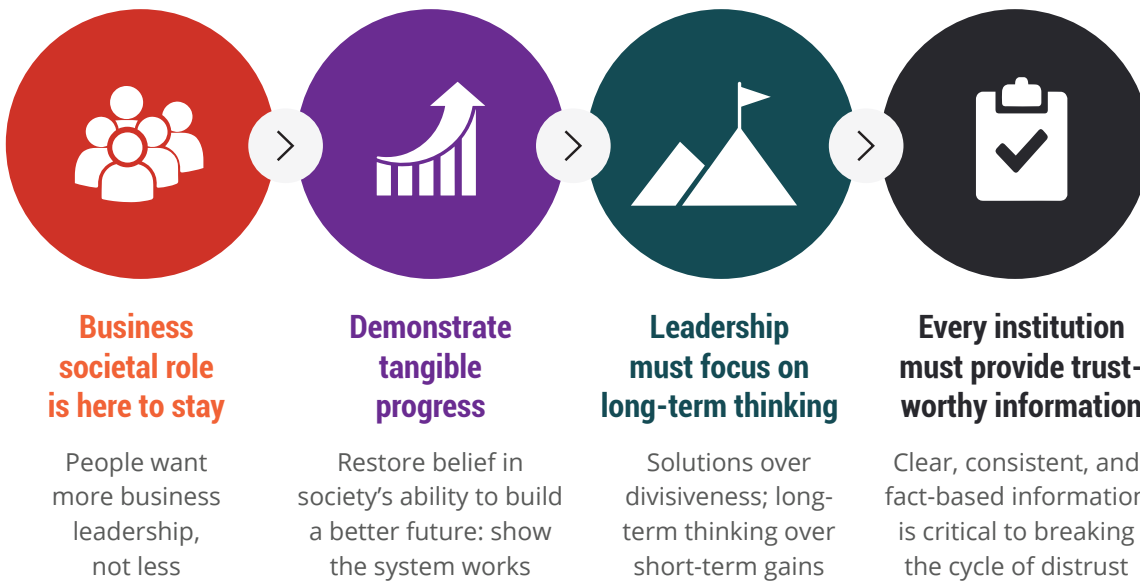 Business
societal role
is here to stay
People want
more business
leadership,
not less
Demonstrate
tangible
progress
Restore belief in
society’s ability to build
a better future: show
the system works
Leadership
must focus on
long-term thinking
Solutions over
divisiveness; long-
term thinking over
short-term gains
Every institution
must provide trust-
worthy information
Clear, consistent, and
fact-based information
is critical to breaking
the cycle of distrust